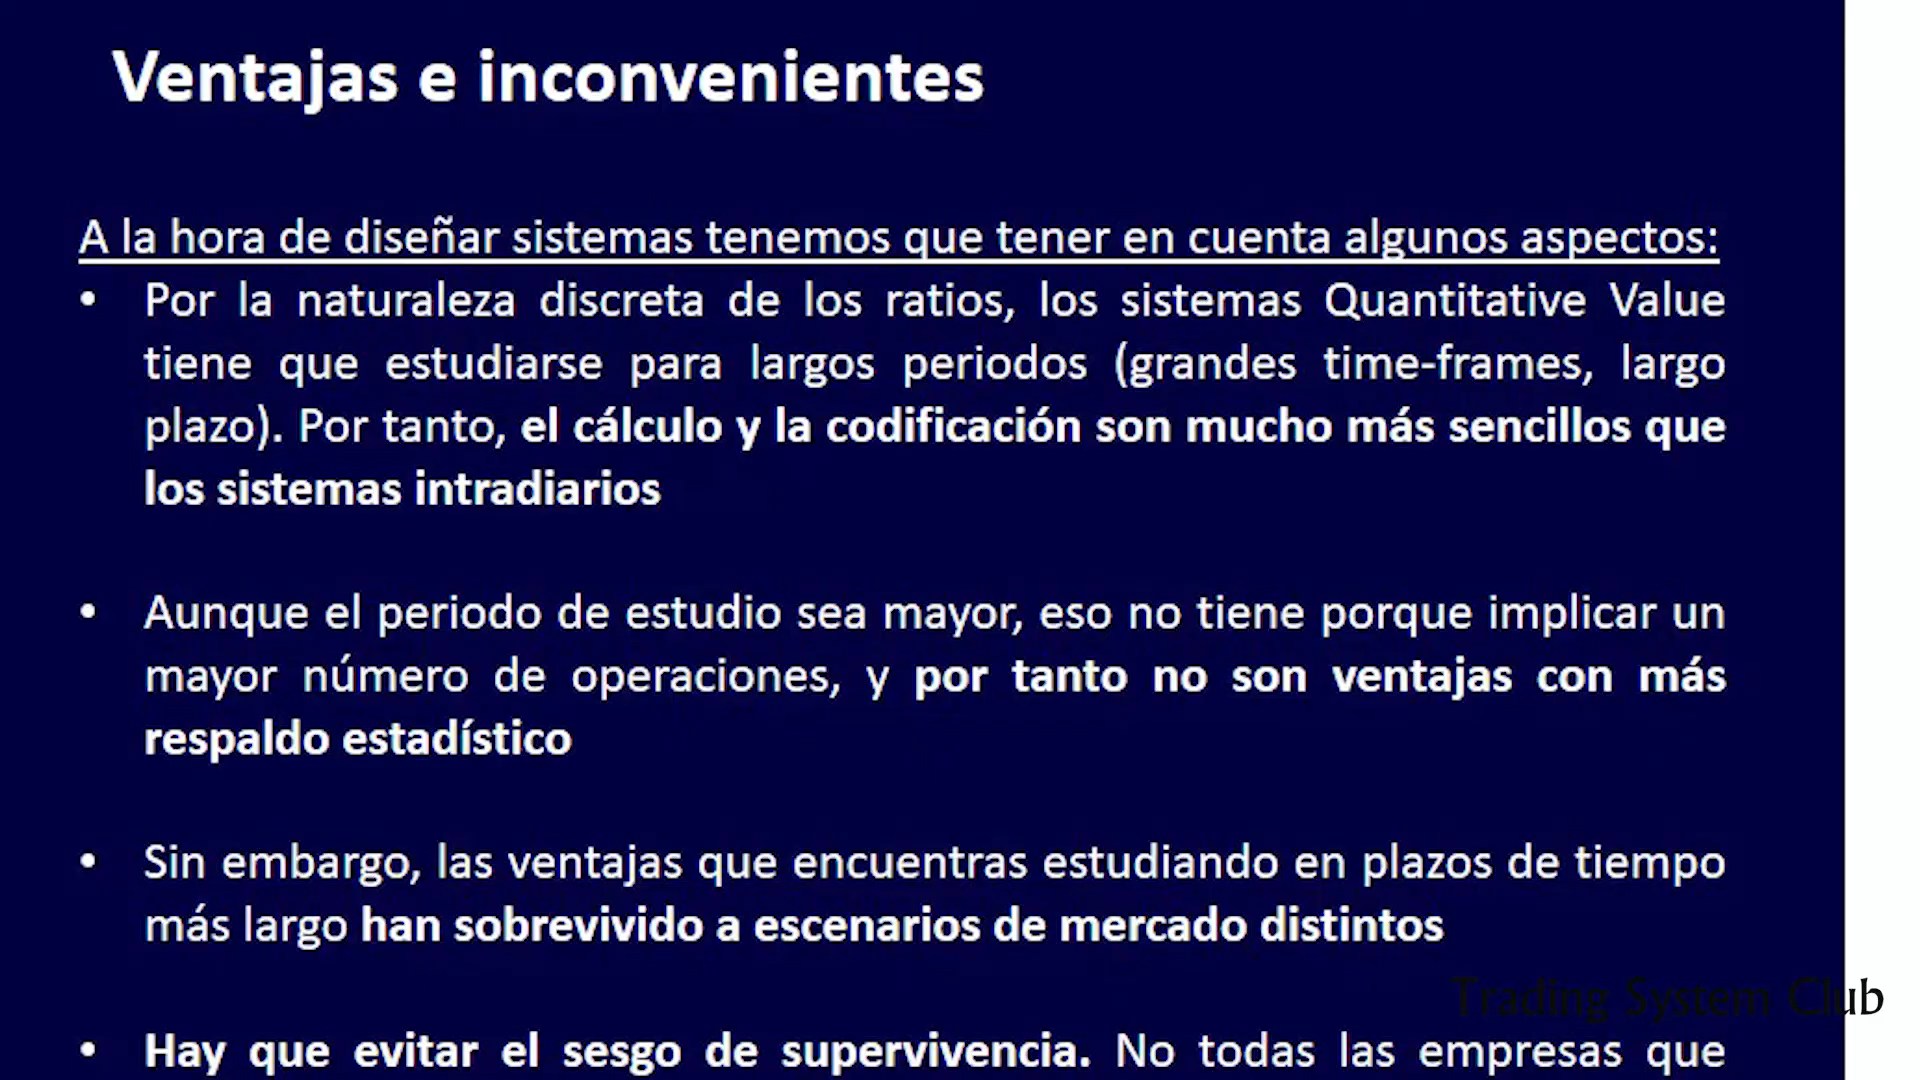 Ventajas e inconvenientes
A la hora de diseñar sistemas tenemos que tener en cuenta algunos aspectos:
• Por la naturaleza discreta de los ratios, los sistemas Quantitative Value
tiene que estudiarse para largos periodos (grandes time-frames, largo
plazo). Por tanto, el cálculo y la codificación son mucho más sencillos que
los sistemas intradiarios
• Aunque el periodo de estudio sea mayor, eso no tiene porque implicar un
mayor número de operaciones, y por tanto no son ventajas con más
respaldo estadístico
• Sin embargo, las ventajas que encuentras estudiando en plazos de tiempo
más largo han sobrevivido a escenarios de mercado distintos
Trading System Club
• Hay que evitar el sesgo de supervivencia. No todas las empresas que